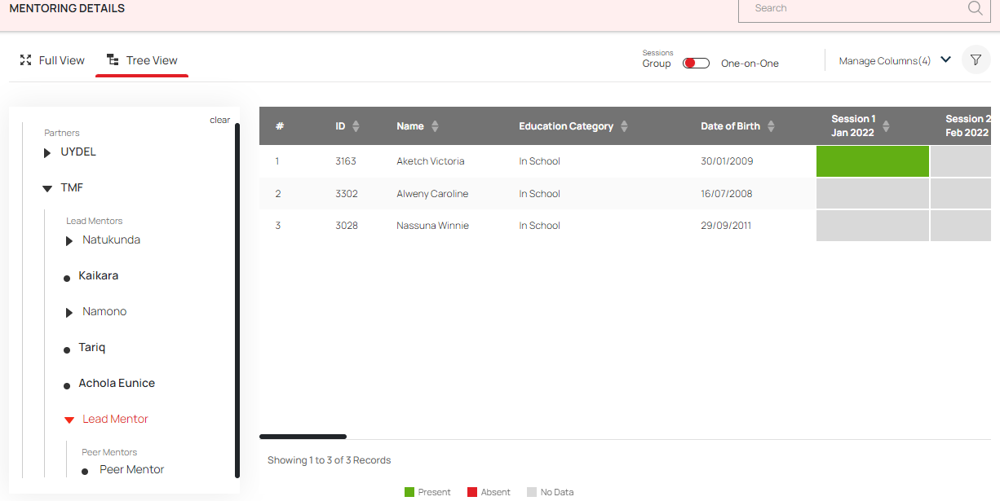 MENTORING DETAILS
Search
Full View
Tree View
Sessions
Group
One-on-One
Manage Columns(4)
clear
Partners
UYDEL
TMF
Lead Mentors
Natukunda
Kaikara
Namono
Tariq
Achola Eunice
Lead Mentor
Peer Mentors
Peer Mentor
# ID Name Education Category Date of Birth Session 1 Session 2
Jan 2022 Feb 2022
1 3163 Aketch Victoria In School 30/01/2009
2 3302 Alweny Caroline In School 16/07/2008
3 3028 Nassuna Winnie In School 29/09/2011
Showing 1 to 3 of 3 Records
Present Absent No Data